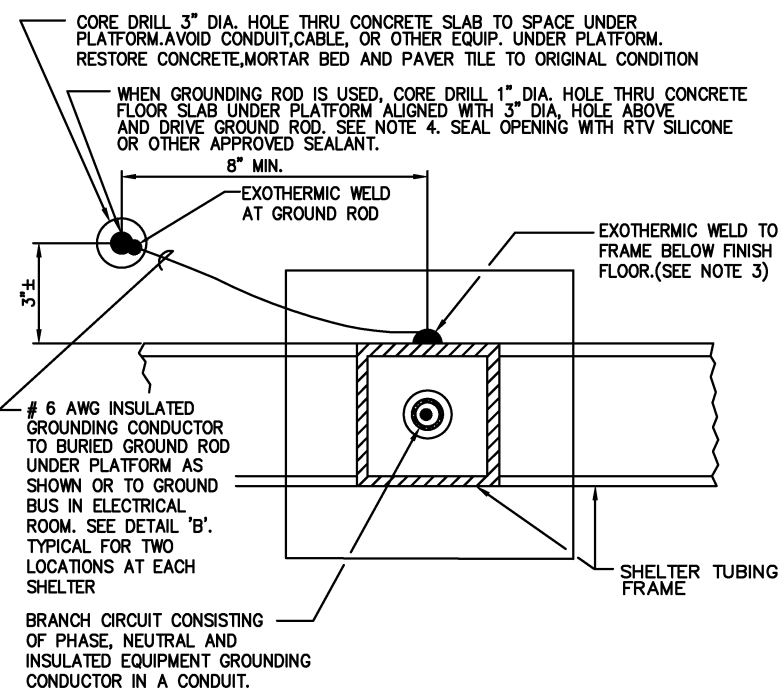 CORE DRILL 3" DIA. HOLE THRU CONCRETE SLAB TO SPACE UNDER
PLATFORM.AVOID CONDUIT,CABLE, OR OTHER EQUIP. UNDER PLATFORM.
RESTORE CONCRETE,MORTAR BED AND PAVER TILE TO ORIGINAL CONDITION
WHEN GROUNDING ROD IS USED, CORE DRILL 1" DIA. HOLE THRU CONCRETE
FLOOR SLAB UNDER PLATFORM ALIGNED WITH 3" DIA, HOLE ABOVE
AND DRIVE GROUND ROD. SEE NOTE 4. SEAL OPENING WITH RTV SILICONE
OR OTHER APPROVED SEALANT.
8" MIN.
EXOTHERMIC WELD
AT GROUND ROD
EXOTHERMIC WELD TO
FRAME BELOW FINISH
FLOOR.(SEE NOTE 3)
3"±
# 6 AWG INSULATED
GROUNDING CONDUCTOR
TO BURIED GROUND ROD
UNDER PLATFORM AS
SHOWN OR TO GROUND
BUS IN ELECTRICAL
ROOM. SEE DETAIL 'B'.
TYPICAL FOR TWO
LOCATIONS AT EACH
SHELTER
SHELTER TUBING
FRAME
BRANCH CIRCUIT CONSISTING
OF PHASE, NEUTRAL AND
INSULATED EQUIPMENT GROUNDING
CONDUCTOR IN A CONDUIT.